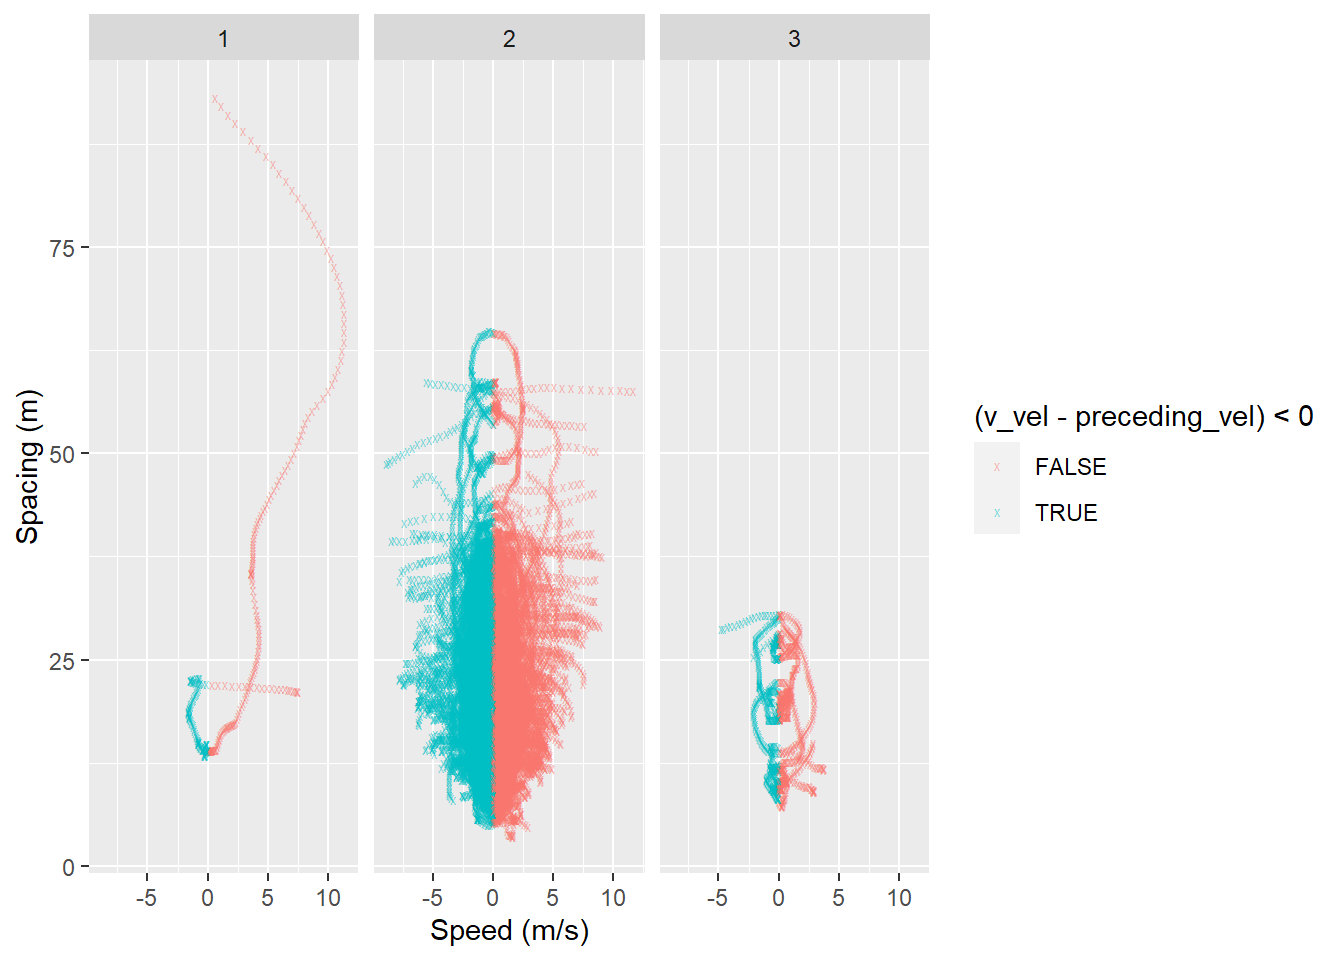 1 2 3
75
50
25
0
Spacing (m)
-5 0 5 10 -5 0 5 10 -5 0 5 10
Speed (m/s)
(v_vel - preceding_vel) < 0
x FALSE
x TRUE